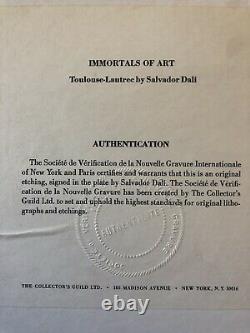 IMMORTALS OF ART
Toulouse-Lautrec by Salvador Dali
AUTHENTICATION
The Société de Vérification de la Nouvelle Gravure Internationale
of New York and Paris certifies and warrants that this is an original
etching, signed in the plate by Salvador Dali. The Société de Vérifi-
cation de la Nouvelle Gravure has been created by The Collector's
Guild Ltd. to set and uphold the highest standards for original litho-
graphs and etchings.
AUTHENTICITE
GRAVURE
THE COLLECTOR'S GUILD LTD. · 185 MADISON AVENUE · NEW YORK, N.Y. 10016